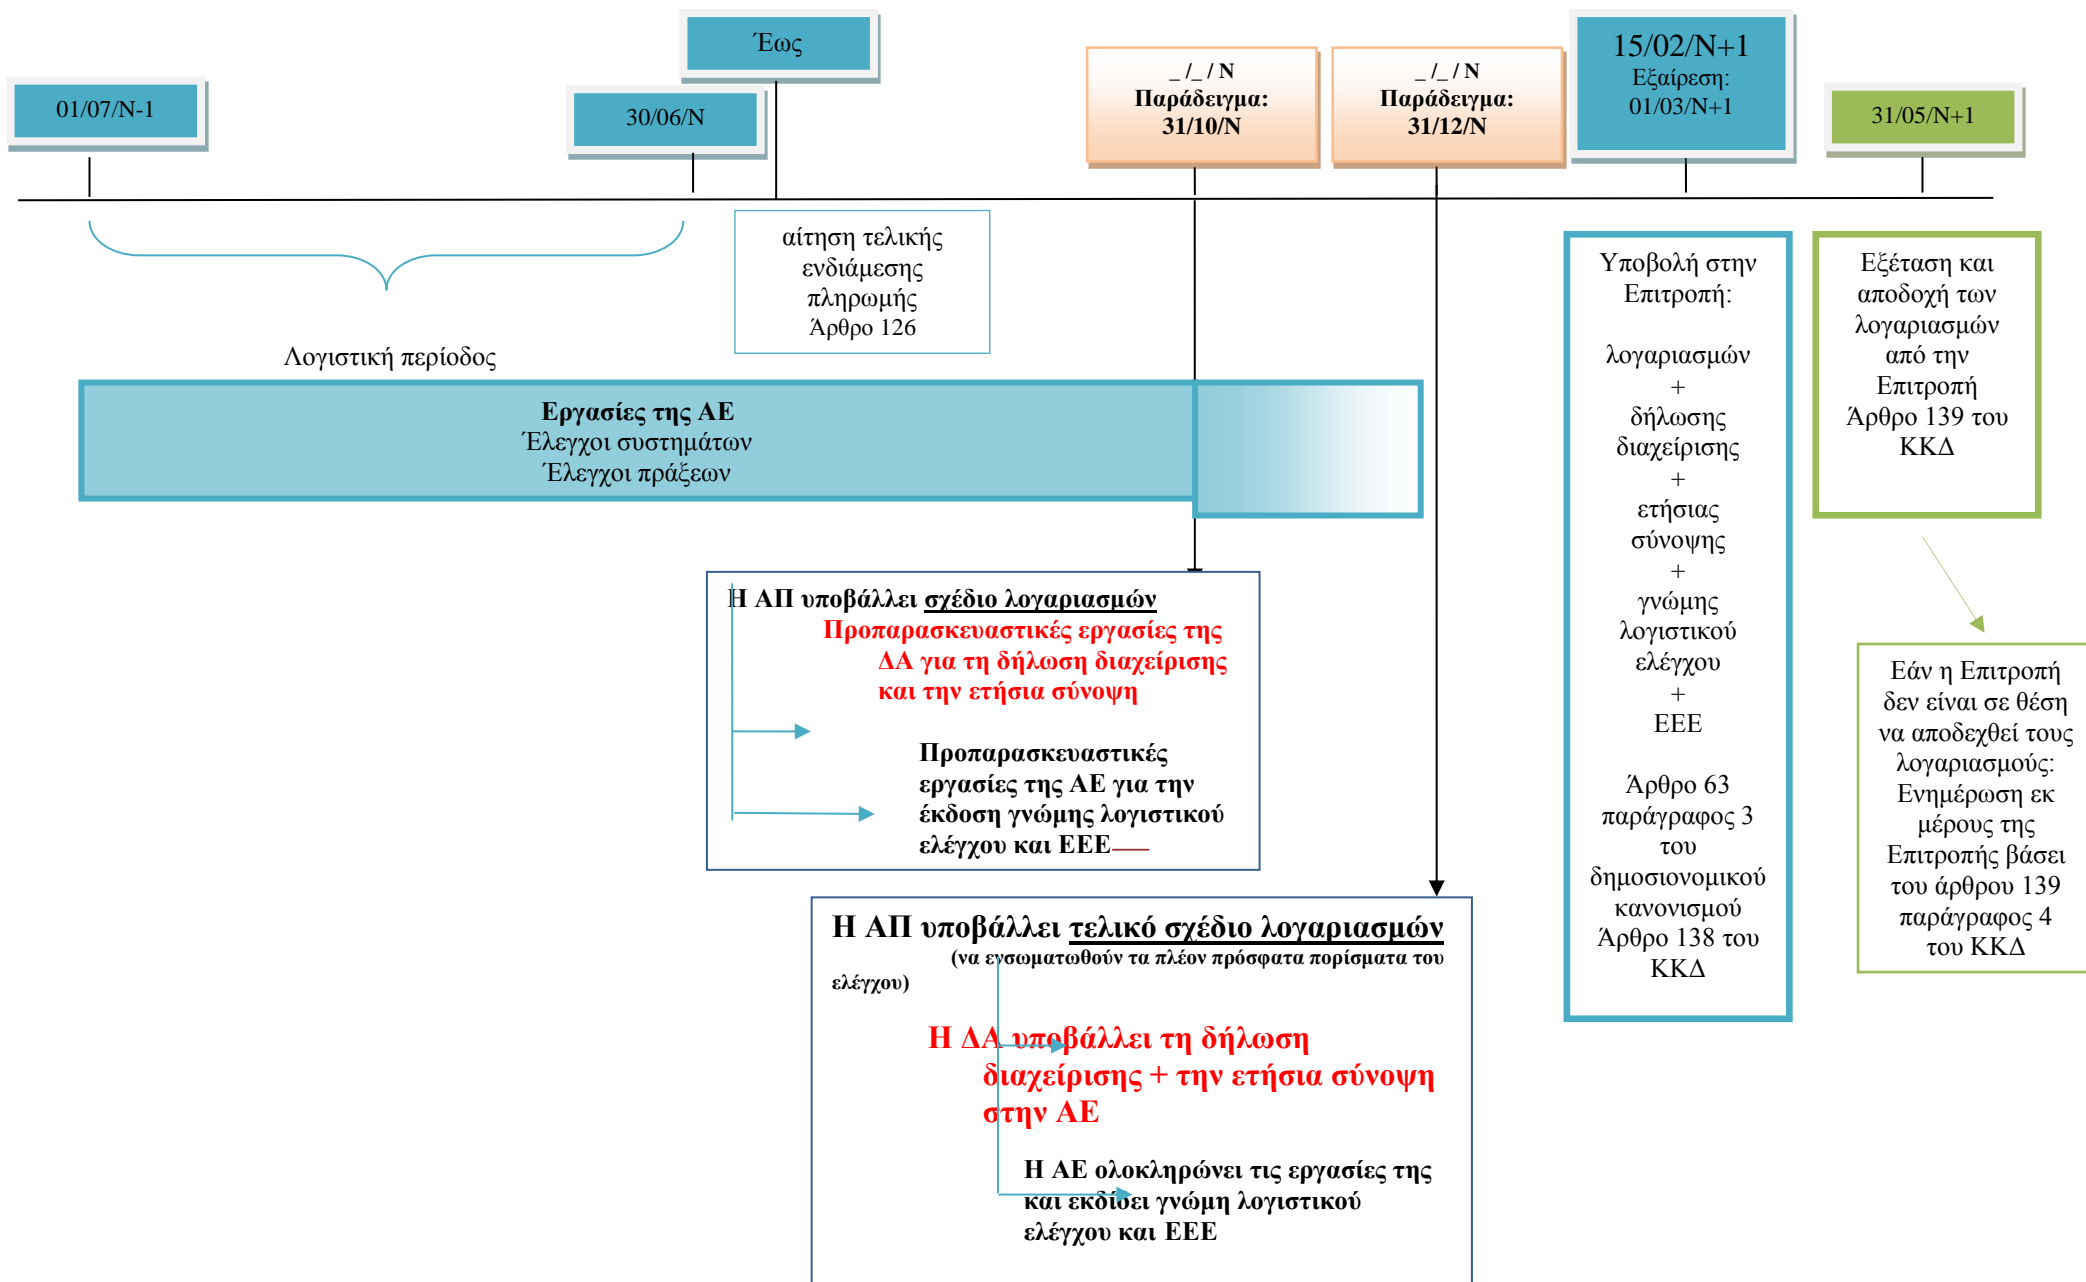 Έως
01/07/N-1
30/06/N
_ /_ / N
Παράδειγμα:
31/10/N
_ /_ / N
Παράδειγμα:
31/12/N
15/02/N+1
Εξαίρεση:
01/03/N+1
31/05/N+1
αίτηση τελικής
ενδιάμεσης
πληρωμής
Άρθρο 126
Λογιστική περίοδος
Εργασίες της ΑΕ
Έλεγχοι συστημάτων
Έλεγχοι πράξεων
Η ΑΠ υποβάλλει σχέδιο λογαριασμών
Προπαρασκευαστικές εργασίες της
ΔΑ για τη δήλωση διαχείρισης
και την ετήσια σύνοψη
Προπαρασκευαστικές
εργασίες της ΑΕ για την
έκδοση γνώμης λογιστικού
ελέγχου και ΕΕΕ
Η ΑΠ υποβάλλει τελικό σχέδιο λογαριασμών
(να ενσωματωθούν τα πλέον πρόσφατα πορίσματα του
ελέγχου)
Η ΔΑ υποβάλλει τη δήλωση
διαχείρισης + την ετήσια σύνοψη
στην ΑΕ
Η ΑΕ ολοκληρώνει τις εργασίες της
και εκδίδει γνώμη λογιστικού
ελέγχου και ΕΕΕ
Υποβολή στην
Επιτροπή:
λογαριασμών
+
δήλωσης
διαχείρισης
+
ετήσιας
σύνοψης
+
γνώμης
λογιστικού
ελέγχου
+
ΕΕΕ
Άρθρο 63
παράγραφος 3
του
δημοσιονομικού
κανονισμού
Άρθρο 138 του
ΚΚΔ
Εξέταση και
αποδοχή των
λογαριασμών
από την
Επιτροπή
Άρθρο 139 του
ΚΚΔ
Εάν η Επιτροπή
δεν είναι σε θέση
να αποδεχθεί τους
λογαριασμούς:
Ενημέρωση εκ
μέρους της
Επιτροπής βάσει
του άρθρου 139
παράγραφος 4
του ΚΚΔ